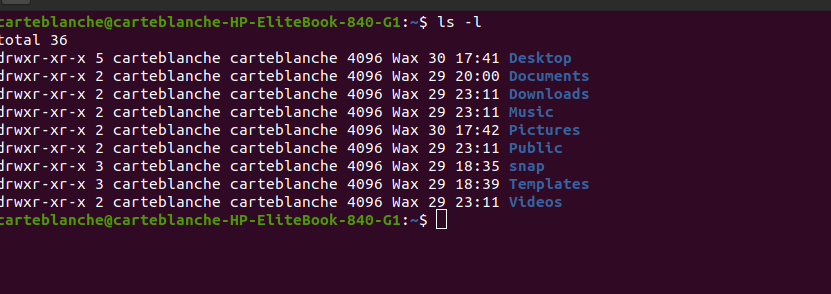 carteblanche@carteblanche-HP-EliteBook-840-G1:~$ ls -l
total 36
drwxr-xr-x 5 carteblanche carteblanche 4096 Wax 30 17:41 Desktop
drwxr-xr-x 2 carteblanche carteblanche 4096 Wax 29 20:00 Documents
drwxr-xr-x 2 carteblanche carteblanche 4096 Wax 29 23:11 Downloads
drwxr-xr-x 2 carteblanche carteblanche 4096 Wax 29 23:11 Music
drwxr-xr-x 2 carteblanche carteblanche 4096 Wax 30 17:42 Pictures
drwxr-xr-x 2 carteblanche carteblanche 4096 Wax 29 23:11 Public
drwxr-xr-x 3 carteblanche carteblanche 4096 Wax 29 18:35 snap
drwxr-xr-x 3 carteblanche carteblanche 4096 Wax 29 18:39 Templates
drwxr-xr-x 2 carteblanche carteblanche 4096 Wax 29 23:11 Videos
carteblanche@carteblanche-HP-EliteBook-840-G1:~$